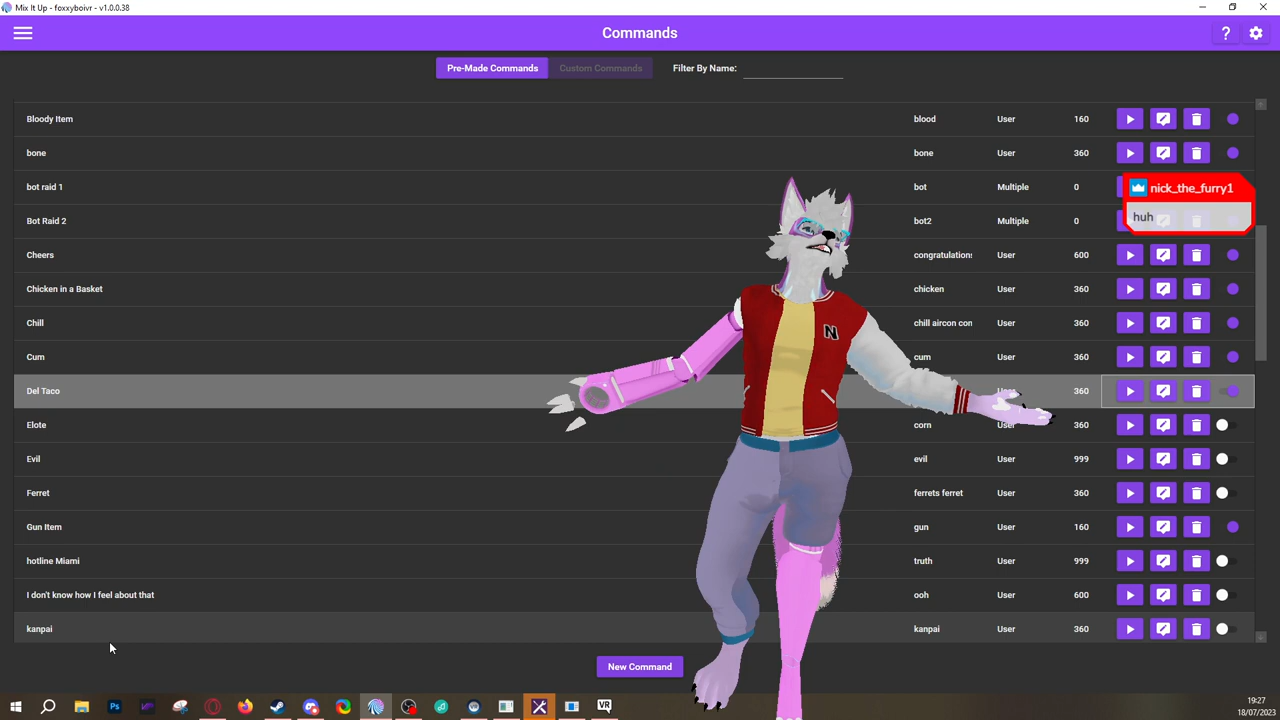 Mix It Up - foxxyboivr - v1.0.0.38
Commands
?
Pre-Made Commands Custom Commands Filter By Name:
Bloody Item blood User 160
bone bone User 360
bot raid 1 bot Multiple 0
nick_the_furry1
huh
Bot Raid 2 bot2 Multiple 0
Cheers congratulations User 600
Chicken in a Basket chicken User 360
Chill chill aircon con User 360
Cum cum User 360
Del Taco User 360
Elote corn User 360
Evil evil User 999
Ferret ferrets ferret User 360
Gun Item gun User 160
hotline Miami truth User 999
I don't know how I feel about that ooh User 600
kanpai kanpai User 360
N
New Command
Ps
VR
19:27
18/07/2023